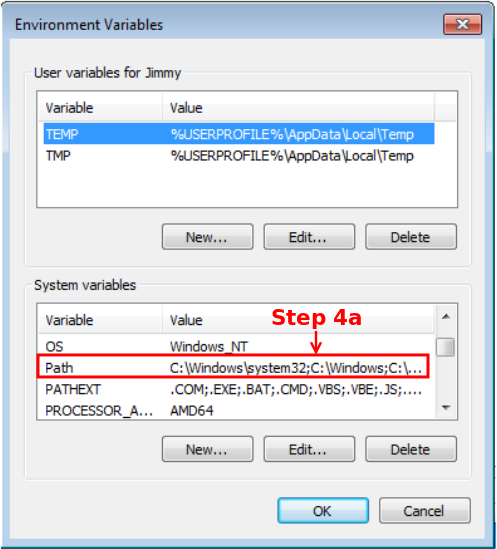 Environment Variables
User variables for Jimmy
Variable Value
TEMP %USERPROFILE%\AppData\Local\Temp
TMP %USERPROFILE%\AppData\Local\Temp
New... Edit... Delete
System variables
Step 4a
Variable Value
OS Windows_NT
Path C:\Windows\system32;C:\Windows;C:\...
PATHEXT .COM;.EXE;.BAT;.CMD;.VBS;.VBE;.JS;....
PROCESSOR_A... AMD64
New... Edit... Delete
OK Cancel